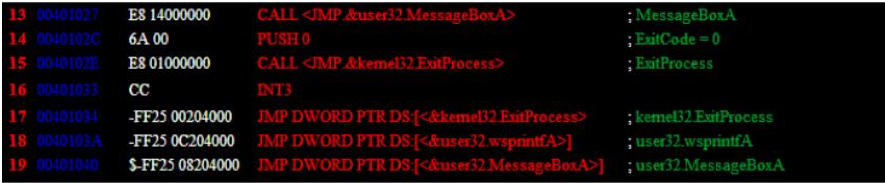 13 00401027 E8 14000000 CALL <JMP.&user32.MessageBoxA> ; MessageBoxA
14 0040102C 6A 00 PUSH 0 ; ExitCode = 0
15 0040102E E8 01000000 CALL <JMP.&kernel32.ExitProcess> ; ExitProcess
16 00401033 CC INT3
17 00401034 -FF25 00204000 JMP DWORD PTR DS:[<&kernel32.ExitProcess> ; kernel32.ExitProcess
18 0040103A -FF25 0C204000 JMP DWORD PTR DS:[<&user32.wsprintfA>] ; user32.wsprintfA
19 00401040 $-FF25 08204000 JMP DWORD PTR DS:[<&user32.MessageBoxA>] ; user32.MessageBoxA